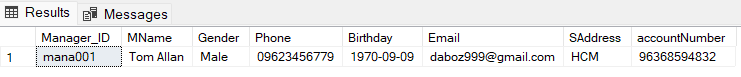 Results Messages
Manager_ID MName Gender Phone Birthday Email SAddress accountNumber
1 mana001 Tom Allan Male 09623456779 1970-09-09 daboz999@gmail.com HCM 96368594832